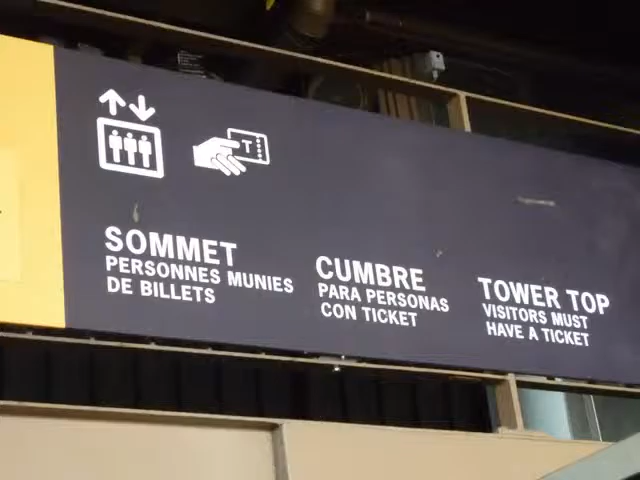 T
SOMMET
PERSONNES MUNIES
DE BILLETS
CUMBRE
PARA PERSONAS
CON TICKET
TOWER TOP
VISITORS MUST
HAVE A TICKET